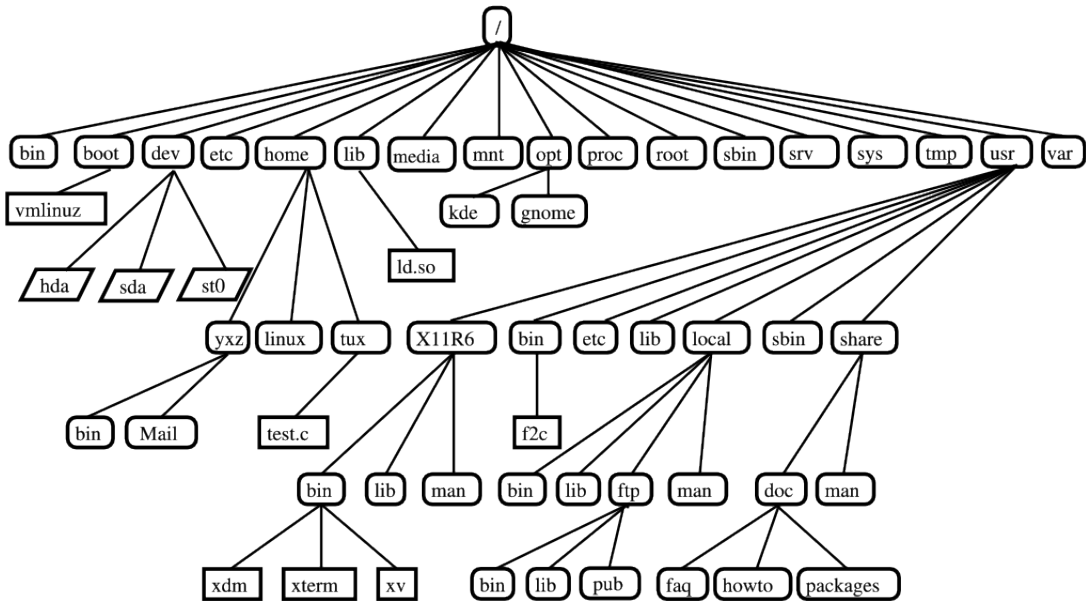 /
bin boot dev etc home lib media mnt opt proc root sbin srv sys tmp usr var
vmlinuz kde gnome
ld.so
hda sda st0
yxz linux tux X11R6 bin etc lib local sbin share
bin Mail test.c f2c
bin lib man bin lib ftp man doc man
xdm xterm xv bin lib pub faq howto packages